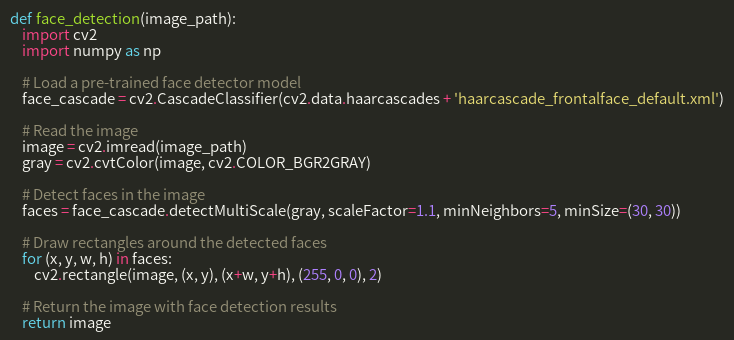 def face_detection(image_path):
    import cv2
    import numpy as np

    # Load a pre-trained face detector model
    face_cascade = cv2.CascadeClassifier(cv2.data.haarcascades + 'haarcascade_frontalface_default.xml')

    # Read the image
    image = cv2.imread(image_path)
    gray = cv2.cvtColor(image, cv2.COLOR_BGR2GRAY)

    # Detect faces in the image
    faces = face_cascade.detectMultiScale(gray, scaleFactor=1.1, minNeighbors=5, minSize=(30, 30))

    # Draw rectangles around the detected faces
    for (x, y, w, h) in faces:
        cv2.rectangle(image, (x, y), (x+w, y+h), (255, 0, 0), 2)

    # Return the image with face detection results
    return image